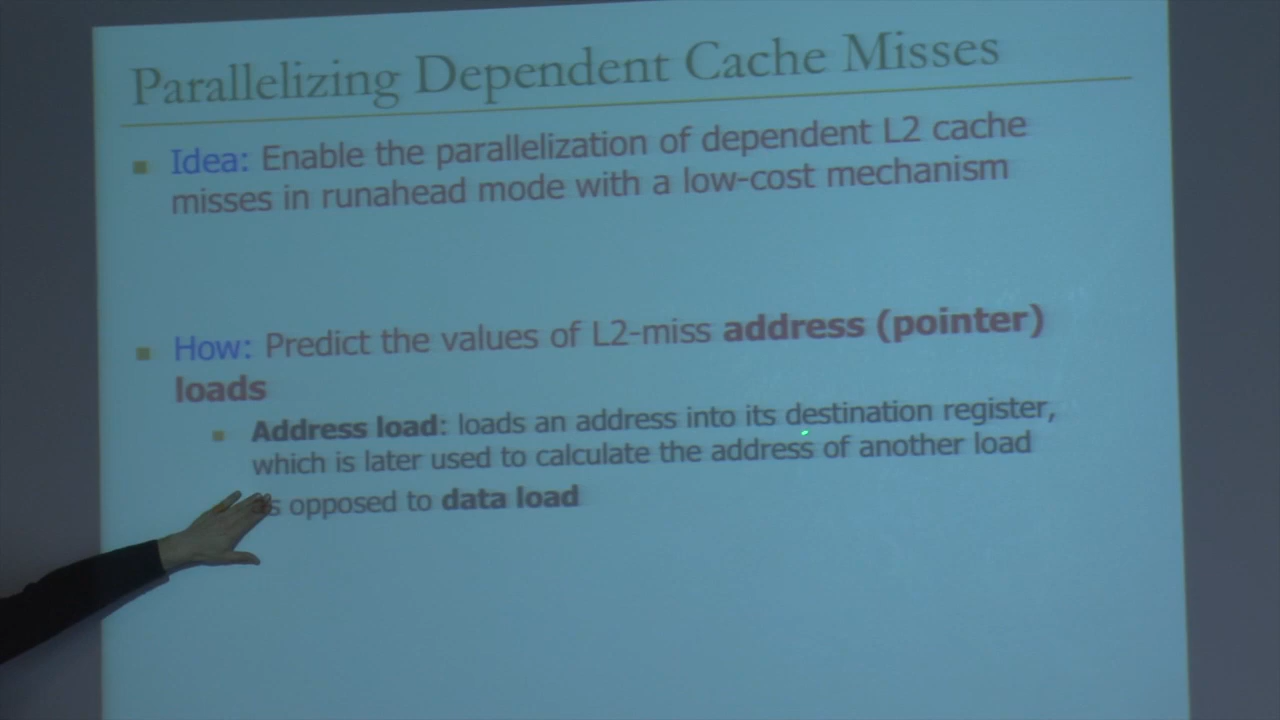 Parallelizing Dependent Cache Misses
Idea: Enable the parallelization of dependent L2 cache
misses in runahead mode with a low-cost mechanism
How: Predict the values of L2-miss address (pointer)
loads
Address load: loads an address into its destination register,
which is later used to calculate the address of another load
as opposed to data load